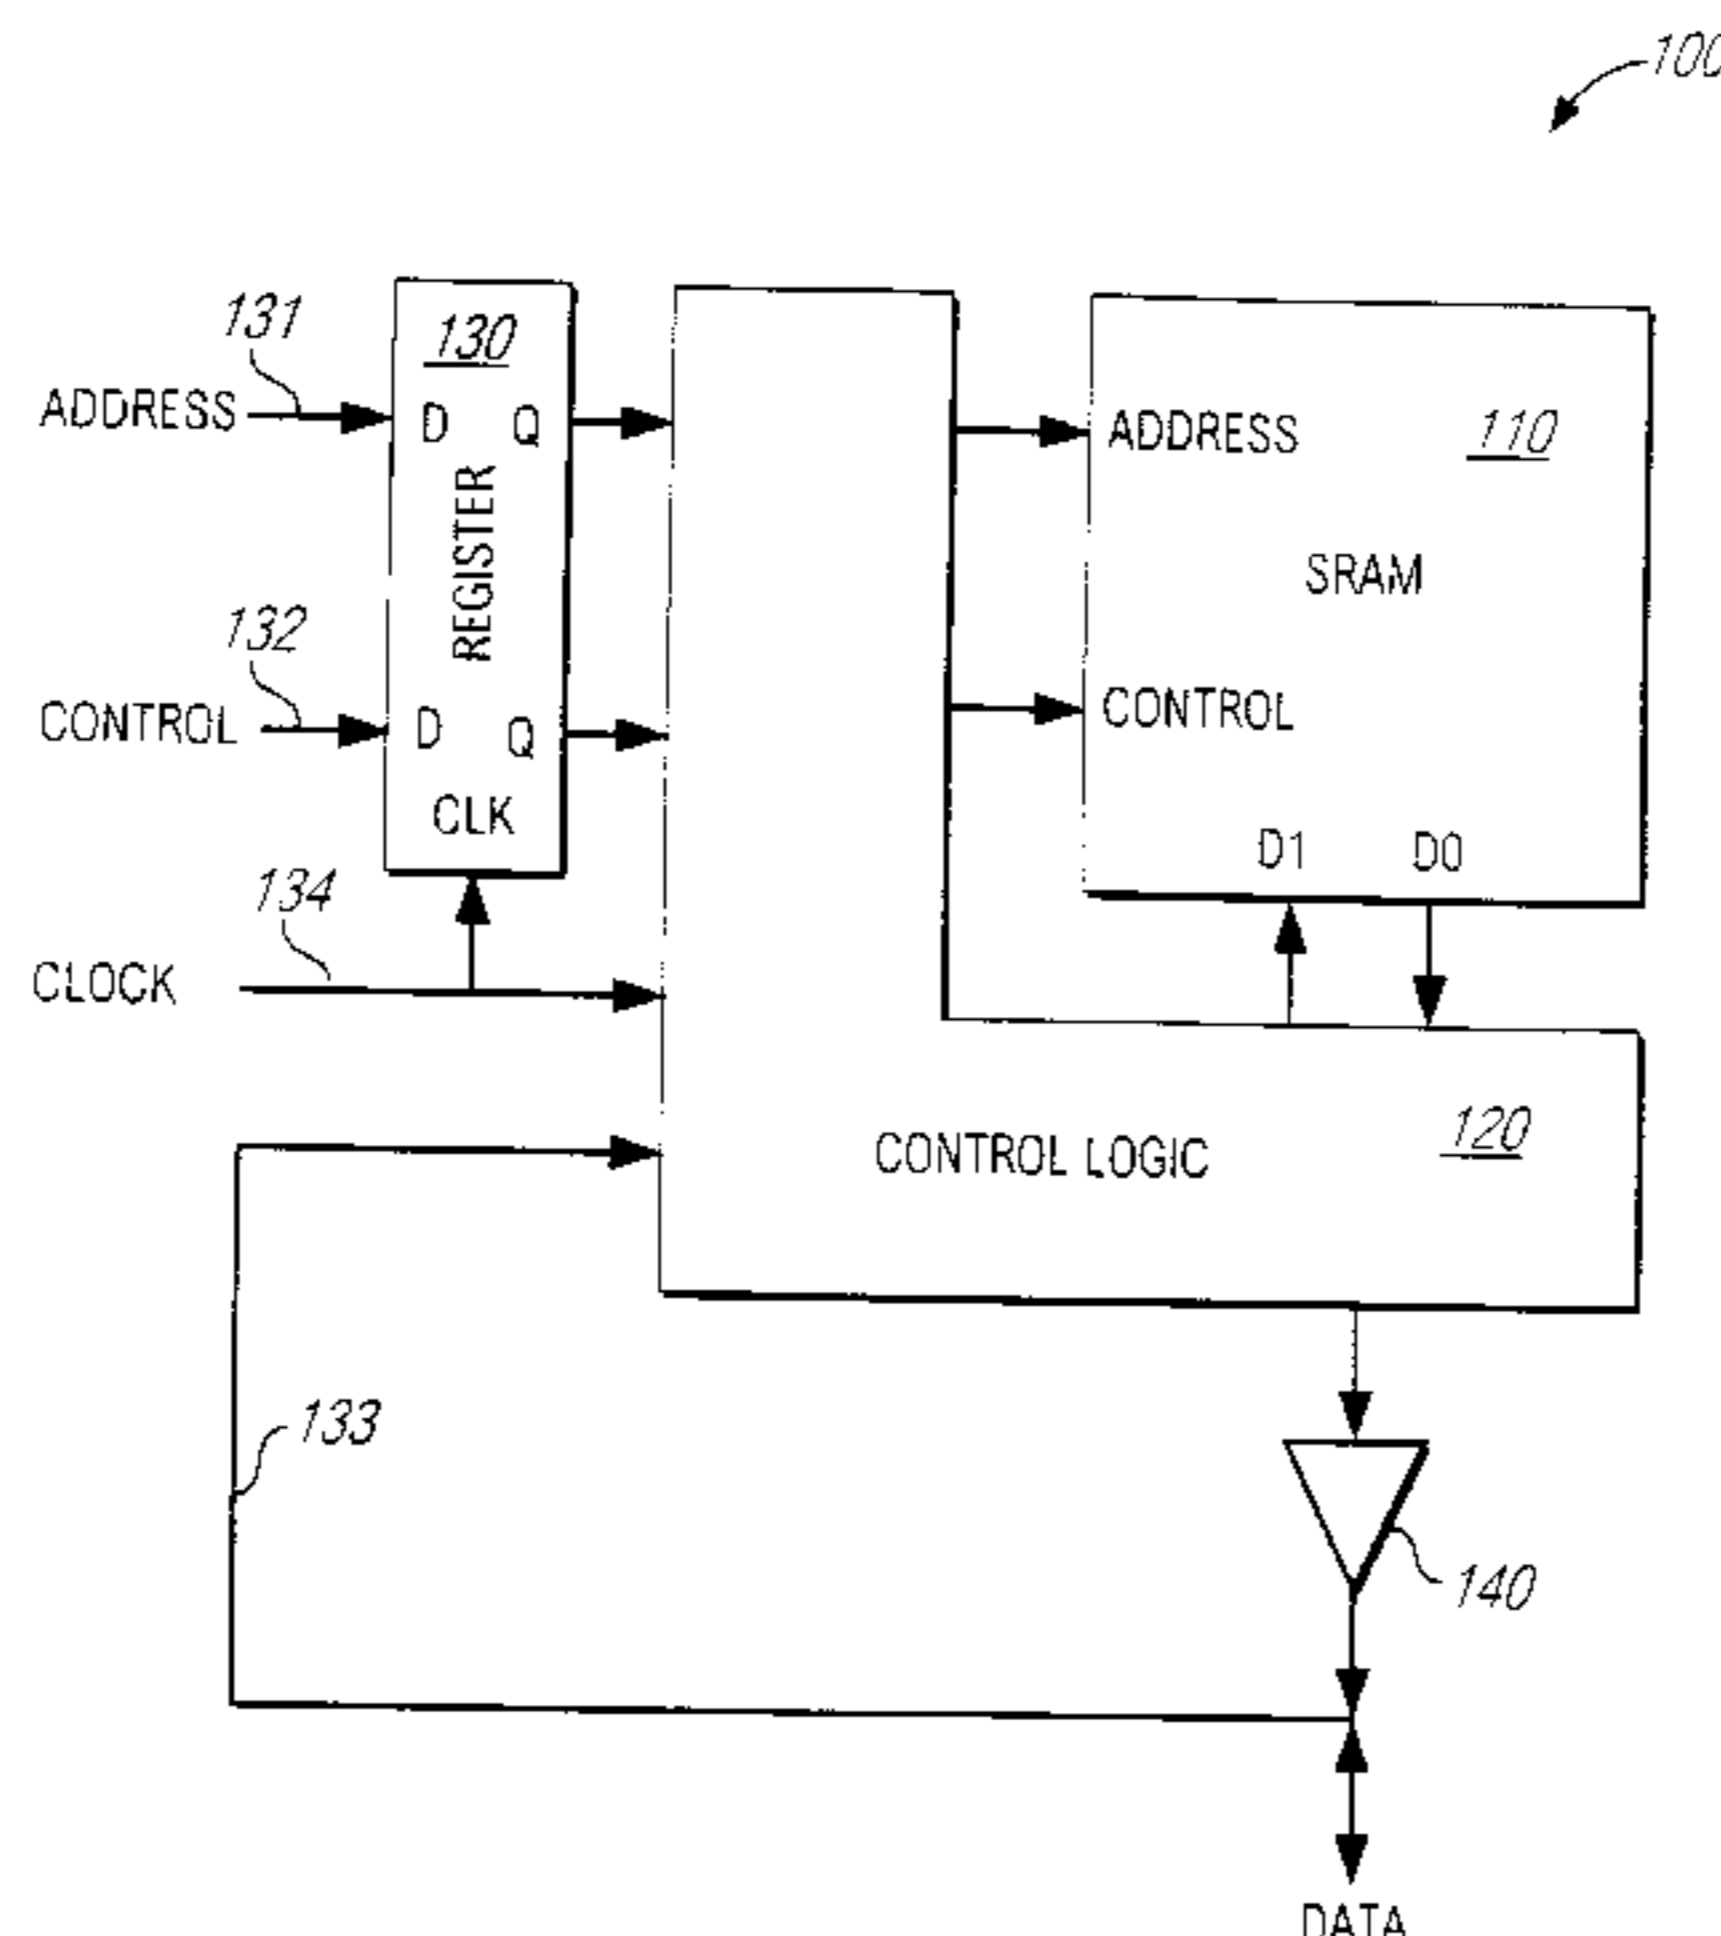 100
131
130
ADDRESS
D Q
ADDRESS
110
REGISTER
SRAM
132
CONTROL
D Q
CONTROL
CLK
D1 D0
134
CLOCK
120
CONTROL LOGIC
133
140
DATA